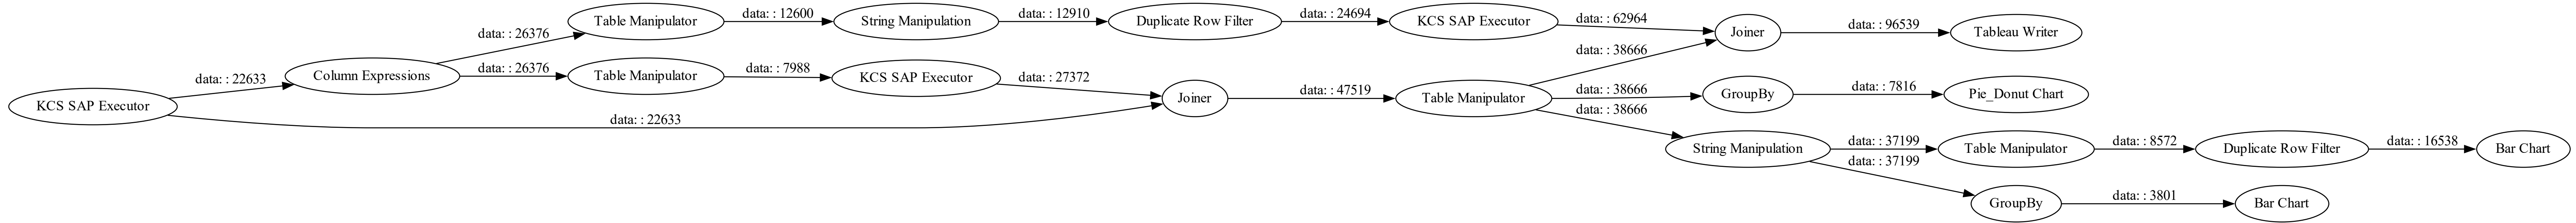 KCS SAP Executor
data: : 22633
data: : 22633
Column Expressions
data: : 26376
data: : 26376
Table Manipulator
data: : 12600
String Manipulation
data: : 12910
Duplicate Row Filter
data: : 24694
KCS SAP Executor
data: : 62964
Table Manipulator
data: : 7988
KCS SAP Executor
data: : 27372
Joiner
data: : 47519
Table Manipulator
data: : 38666
data: : 38666
data: : 38666
Joiner
data: : 96539
Tableau Writer
GroupBy
data: : 7816
Pie_Donut Chart
String Manipulation
data: : 37199
data: : 37199
Table Manipulator
data: : 8572
Duplicate Row Filter
data: : 16538
Bar Chart
GroupBy
data: : 3801
Bar Chart